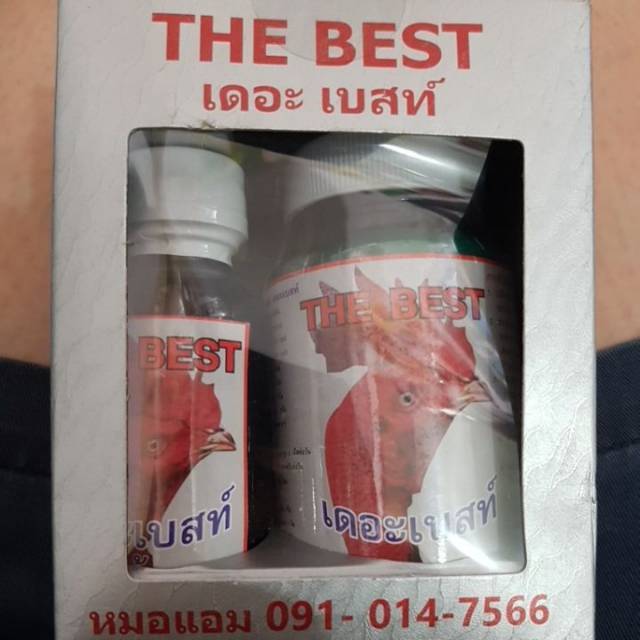 THE BEST
เดอะ เบสท์
BEST
เบสท์
THE BEST
เดอะเบสท์
หมอแอม 091- 014-7566